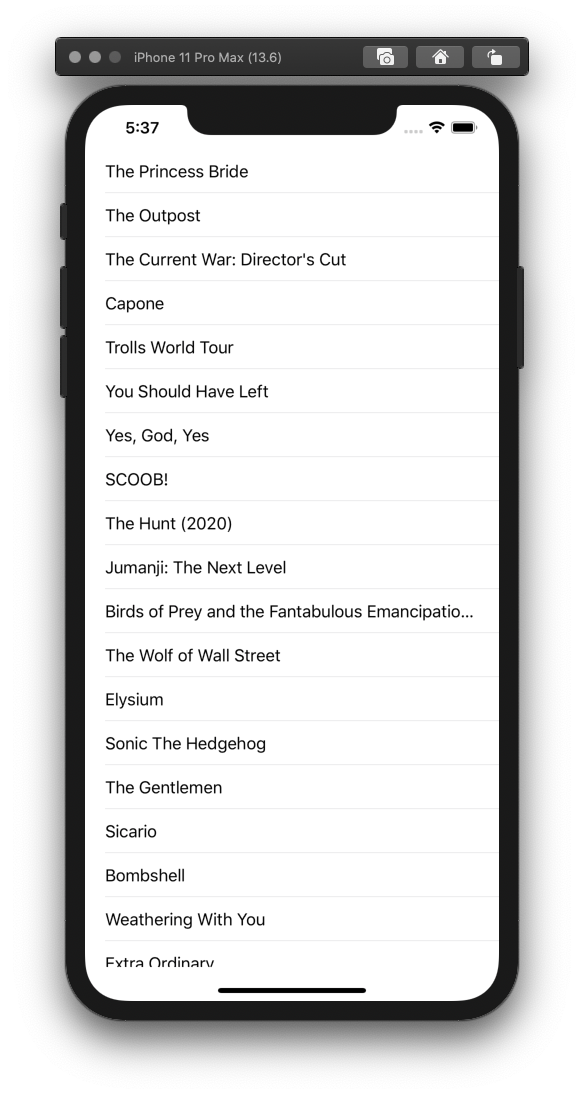 iPhone 11 Pro Max (13.6)
5:37
The Princess Bride
The Outpost
The Current War: Director's Cut
Capone
Trolls World Tour
You Should Have Left
Yes, God, Yes
SCOOB!
The Hunt (2020)
Jumanji: The Next Level
Birds of Prey and the Fantabulous Emancipatio...
The Wolf of Wall Street
Elysium
Sonic The Hedgehog
The Gentlemen
Sicario
Bombshell
Weathering With You
Extra Ordinary